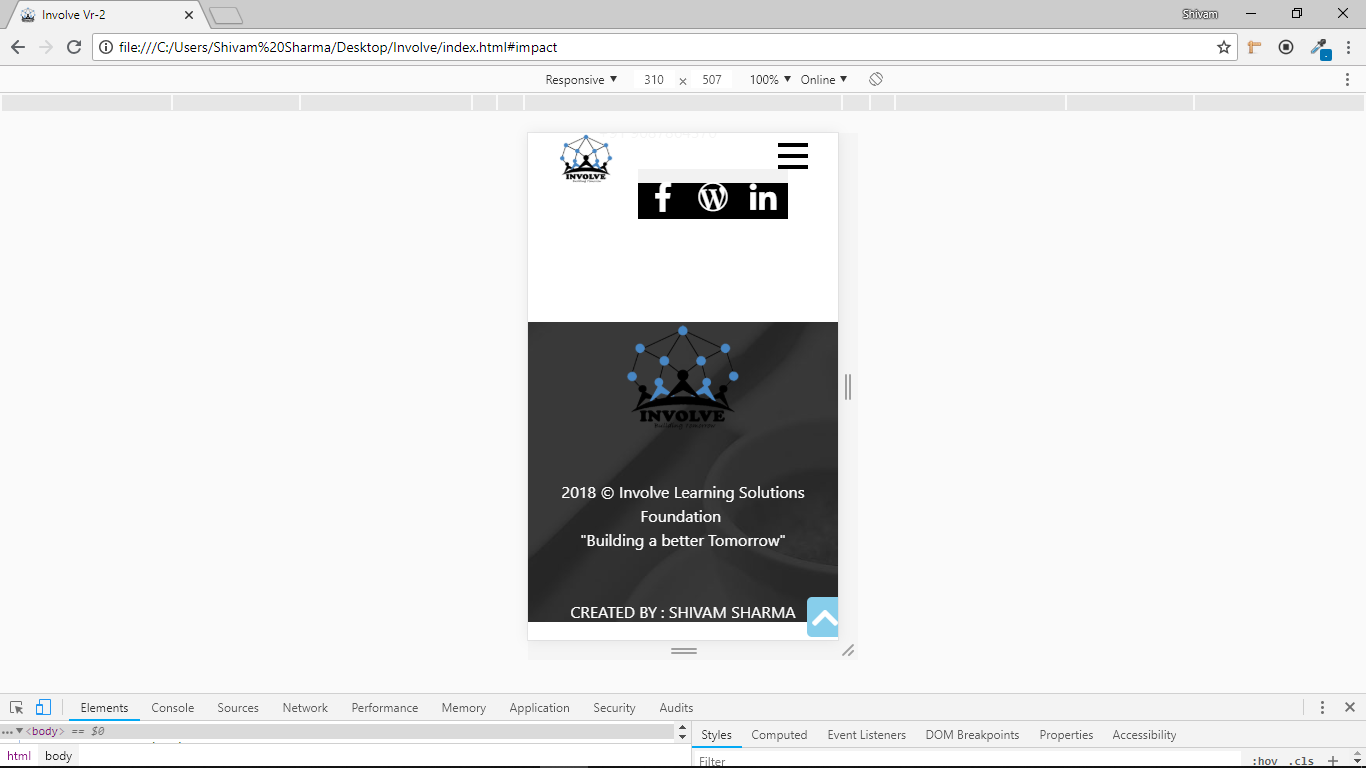 Involve Vr-2
Shivam
file:///C:/Users/Shivam%20Sharma/Desktop/Involve/index.html#impact
Responsive ▼ 310 × 507 100% ▼ Online ▼
INVOLVE
2018 © Involve Learning Solutions
Foundation
"Building a better Tomorrow"
CREATED BY : SHIVAM SHARMA
INVOLVE
Building Tomorrow
Elements Console Sources Network Performance Memory Application Security Audits
... ▼ <body> == $0
html body
Styles Computed Event Listeners DOM Breakpoints Properties Accessibility
Filter :hov .cls +